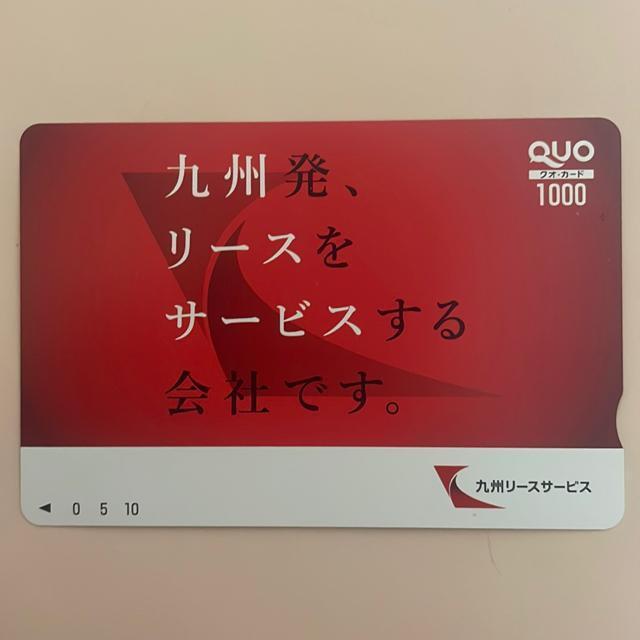 九州発、
リースを
サービスする
会社です。
QUO
クオ・カード
1000
九州リースサービス
◀ 0 5 10